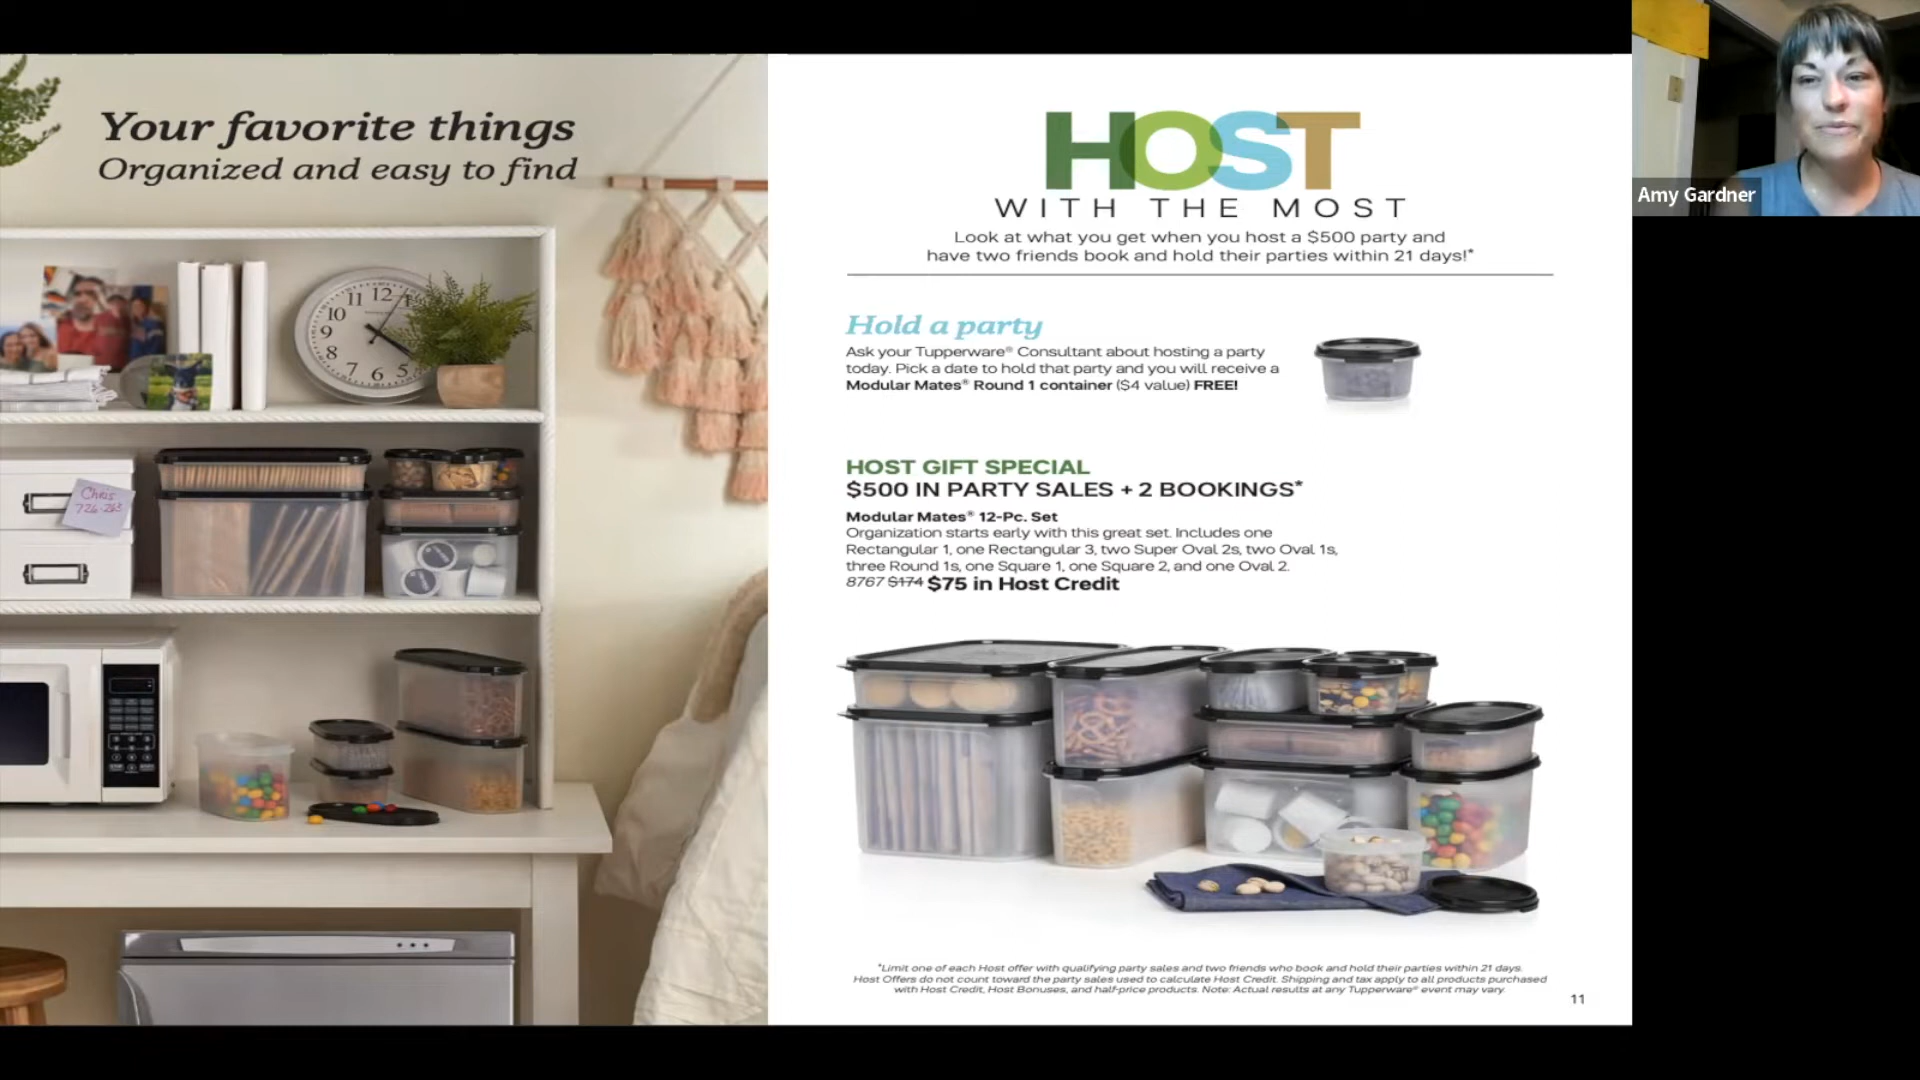 Your favorite things
Organized and easy to find
Chris
HOST
WITH THE MOST
Look at what you get when you host a $500 party and
have two friends book and hold their parties within 21 days!*
Hold a party
Ask your Tupperware® Consultant about hosting a party
today. Pick a date to hold that party and you will receive a
Modular Mates® Round 1 container ($4 value) FREE!
HOST GIFT SPECIAL
$500 IN PARTY SALES + 2 BOOKINGS*
Modular Mates® 12-Pc. Set
Organization starts early with this great set. Includes one
Rectangular 1, one Rectangular 3, two Super Oval 2s, two Oval 1s,
three Round 1s, one Square 1, one Square 2, and one Oval 2.
8767 $174 $75 in Host Credit
*Limit one of each Host offer with qualifying party sales and two friends who book and hold their parties within 21 days.
Host Offers do not count toward the party sales used to calculate Host Credit. Shipping and tax apply to all products purchased
with Host Credit, Host Bonuses, and half-price products. Note: Actual results at any Tupperware® event may vary.
11
Amy Gardner